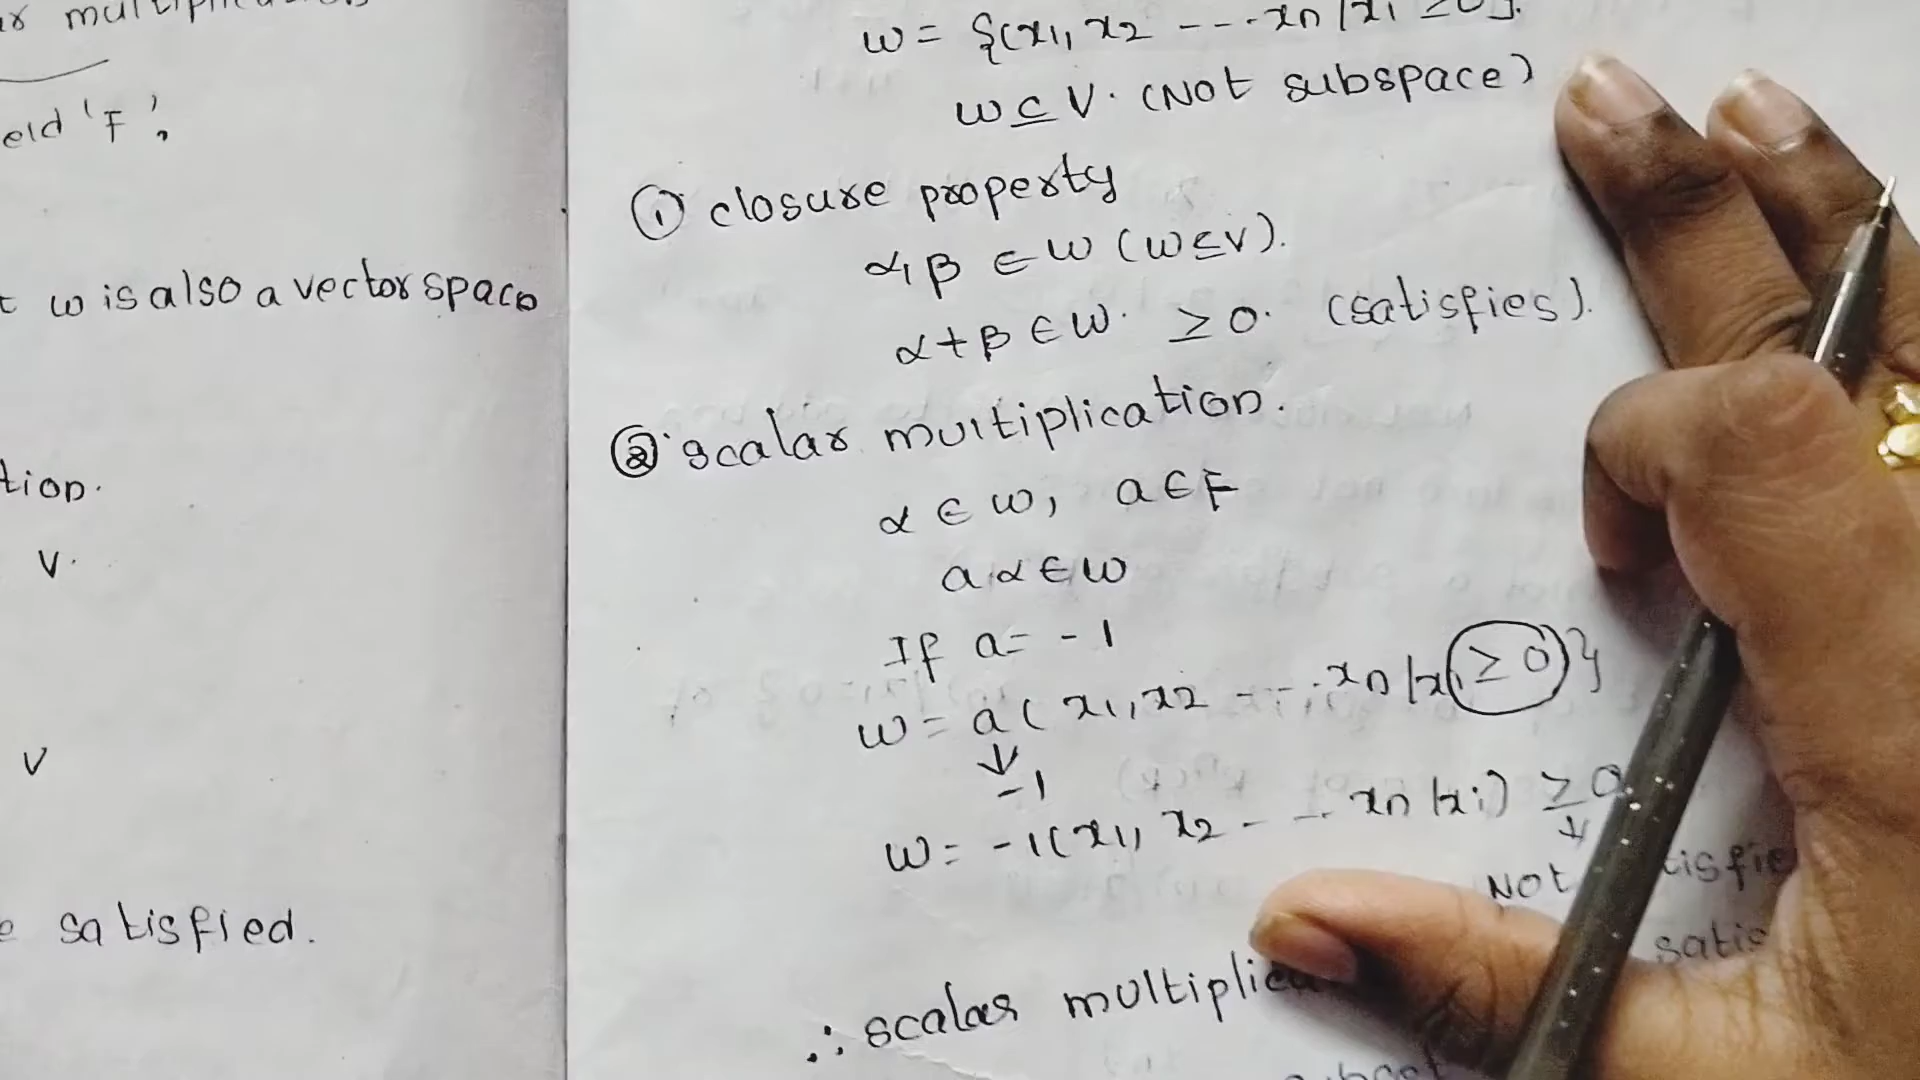 multiplication
eld 'F'.
w is also a vector space
tion.
V.
V
satisfied.
w = {(x1, x2 ---- xn / x1 ≥0}.
w ⊆ V. (Not subspace)
① closure property
α, β ∈ w (w ⊆ V).
α + β ∈ w. ≥ 0. (satisfies).
② scalar multiplication.
α ∈ w, a ∈ F
a α ∈ w
If a = -1
w = a ( x1, x2 --- xn / x1 ≥ 0 )}
↓
-1
w = -1( x1, x2 - -- xn / xi) ≥ 0
↓
NOT
∴ scalar